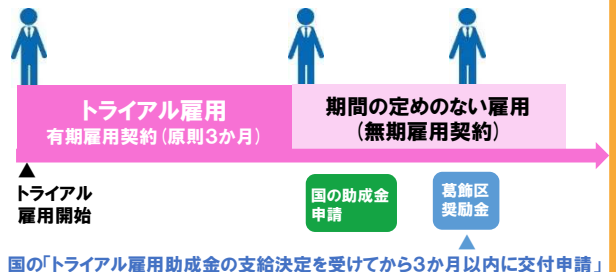 トライアル雇用
有期雇用契約(原則3か月)
期間の定めのない雇用
(無期雇用契約)
▲
トライアル
雇用開始
国の助成金
申請
葛飾区
奨励金
▲
国の「トライアル雇用助成金の支給決定を受けてから3か月以内に交付申請」